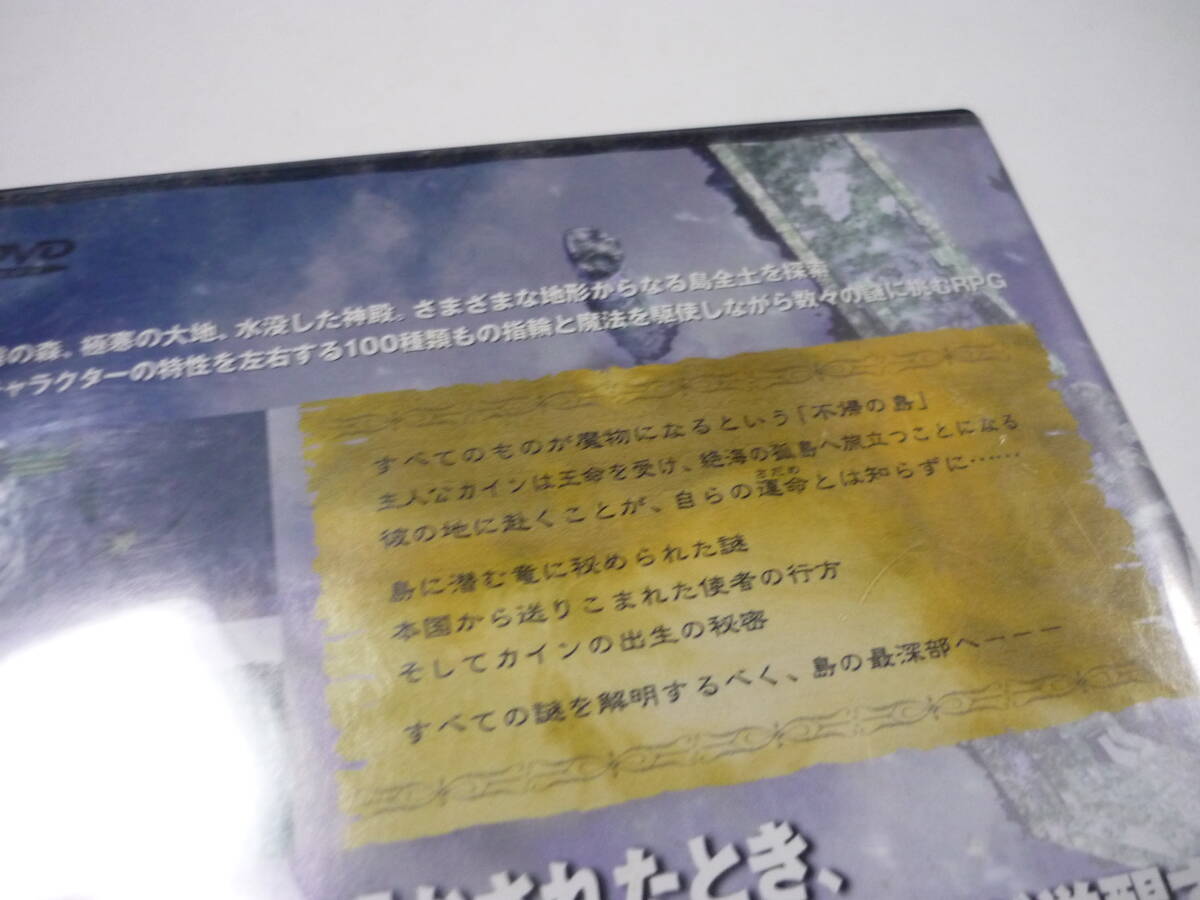 DVD
の森。極寒の大地、水没した神殿。さまざまな地形からなる島全土を探索
キャラクターの特性を左右する100種類もの指輪と魔法を駆使しながら数々の謎に挑むRPG
すべてのものが魔物になるという「不帰の島」
主人公カインは王命を受け、絶海の孤島へ旅立つことになる
さだめ
彼の地に赴くことが、自らの運命とは知らずに……
島に潜む竜に秘められた謎
本国から送りこまれた使者の行方
そしてカインの出生の秘密
すべての謎を解明するべく、島の最深部へーーー
されたとき、